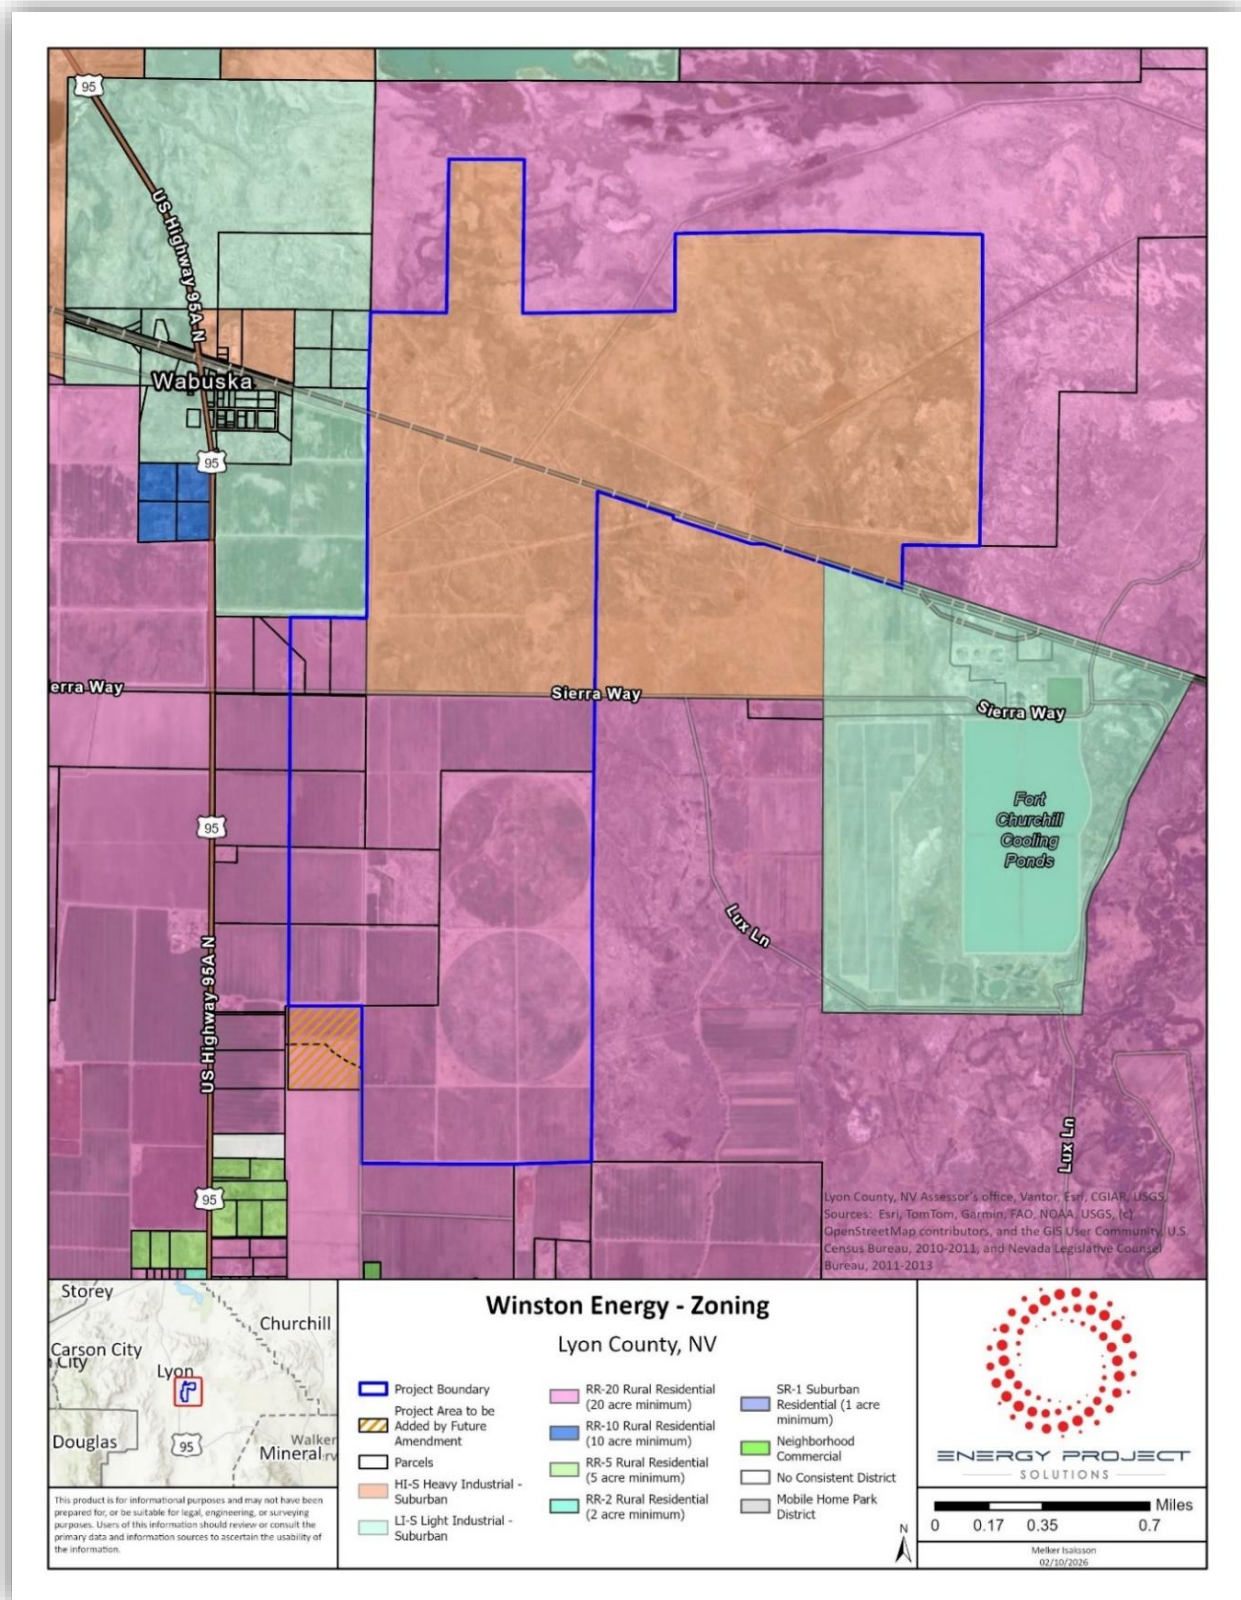 95
US Highway 95A N
Wabuska
95
erra Way
Sierra Way
Sierra Way
95
Fort
Churchill
Cooling
Ponds
Lux Ln
US Highway 95A N
Lux Ln
95
Lyon County, NV Assessor's office, Vantor, Esri, CGIAR, USGS
Sources: Esri, TomTom, Garmin, FAO, NOAA, USGS, (c)
OpenStreetMap contributors, and the GIS User Community, U.S.
Census Bureau, 2010-2011, and Nevada Legislative Counsel
Bureau, 2011-2013
Storey
Churchill
Carson City
City
Lyon
Douglas
95
Walker
Mineral
This product is for informational purposes and may not have been
prepared for, or be suitable for legal, engineering, or surveying
purposes. Users of this information should review or consult the
primary data and information sources to ascertain the usability of
the information.
Winston Energy - Zoning
Lyon County, NV
Project Boundary
Project Area to be
Added by Future
Amendment
Parcels
HI-S Heavy Industrial -
Suburban
LI-S Light Industrial -
Suburban
RR-20 Rural Residential
(20 acre minimum)
RR-10 Rural Residential
(10 acre minimum)
RR-5 Rural Residential
(5 acre minimum)
RR-2 Rural Residential
(2 acre minimum)
SR-1 Suburban
Residential (1 acre
minimum)
Neighborhood
Commercial
No Consistent District
Mobile Home Park
District
N
ENERGY PROJECT
SOLUTIONS
Miles
0 0.17 0.35 0.7
Melker Isaksson
02/10/2026